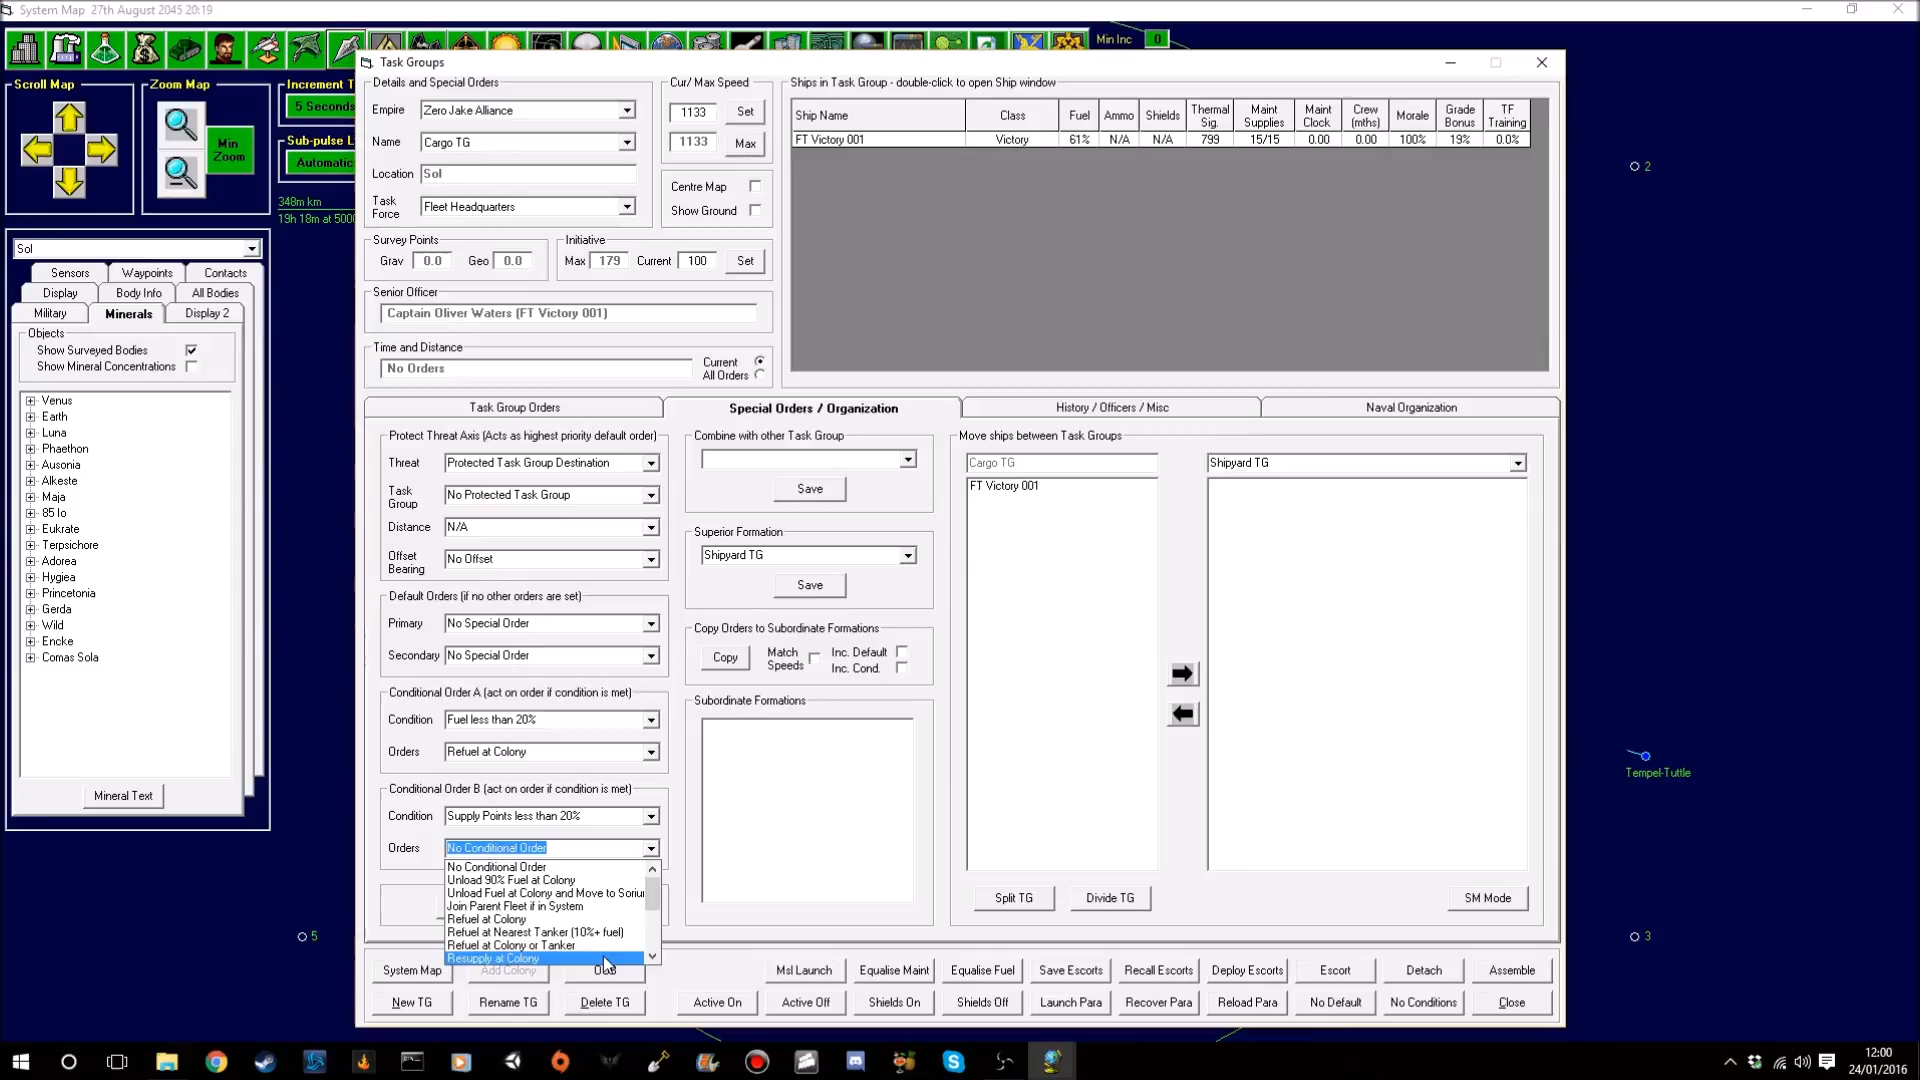 System Map 27th August 2045 20:19
Min Inc 0
Scroll Map
Zoom Map
Min Zoom
Increment T
5 Seconds
Sub-pulse L
Automatic
348m km
19h 18m at 5000
Sol
Sensors Waypoints Contacts
Display Body Info All Bodies
Military Minerals Display 2
Objects
Show Surveyed Bodies
Show Mineral Concentrations
Venus
Earth
Luna
Phaethon
Ausonia
Alkeste
Maja
85 Io
Eukrate
Terpsichore
Adorea
Hygiea
Princetonia
Gerda
Wild
Encke
Comas Sola
Mineral Text
Task Groups
Details and Special Orders
Empire Zero Jake Alliance
Name Cargo TG
Location Sol
Task Force Fleet Headquarters
Cur/ Max Speed
1133 Set
1133 Max
Centre Map
Show Ground
Survey Points
Grav 0.0 Geo 0.0
Initiative
Max 179 Current 100 Set
Senior Officer
Captain Oliver Waters (FT Victory 001)
Time and Distance
No Orders
Current
All Orders
Ships in Task Group - double-click to open Ship window
Ship Name Class Fuel Ammo Shields Thermal Sig. Maint Supplies Maint Clock Crew (mths) Morale Grade Bonus TF Training
FT Victory 001 Victory 61% N/A N/A 799 15/15 0.00 0.00 100% 19% 0.0%
Task Group Orders Special Orders / Organization History / Officers / Misc Naval Organization
Protect Threat Axis (Acts as highest priority default order)
Threat Protected Task Group Destination
Task Group No Protected Task Group
Distance N/A
Offset Bearing No Offset
Default Orders (if no other orders are set)
Primary No Special Order
Secondary No Special Order
Conditional Order A (act on order if condition is met)
Condition Fuel less than 20%
Orders Refuel at Colony
Conditional Order B (act on order if condition is met)
Condition Supply Points less than 20%
Orders No Conditional Order
No Conditional Order
Unload 90% Fuel at Colony
Unload Fuel at Colony and Move to Soriu
Join Parent Fleet if in System
Refuel at Colony
Refuel at Nearest Tanker (10%+ fuel)
Refuel at Colony or Tanker
Resupply at Colony
Combine with other Task Group
Save
Superior Formation
Shipyard TG
Save
Copy Orders to Subordinate Formations
Copy Match Speeds Inc. Default
Inc. Cond.
Subordinate Formations
Move ships between Task Groups
Cargo TG Shipyard TG
FT Victory 001
Split TG Divide TG SM Mode
System Map Add Colony Msl Launch Equalise Maint Equalise Fuel Save Escorts Recall Escorts Deploy Escorts Escort Detach Assemble
New TG Rename TG Delete TG Active On Active Off Shields On Shields Off Launch Para Recover Para Reload Para No Default No Conditions Close
2
Tempel-Tuttle
3
5
12:00
24/01/2016